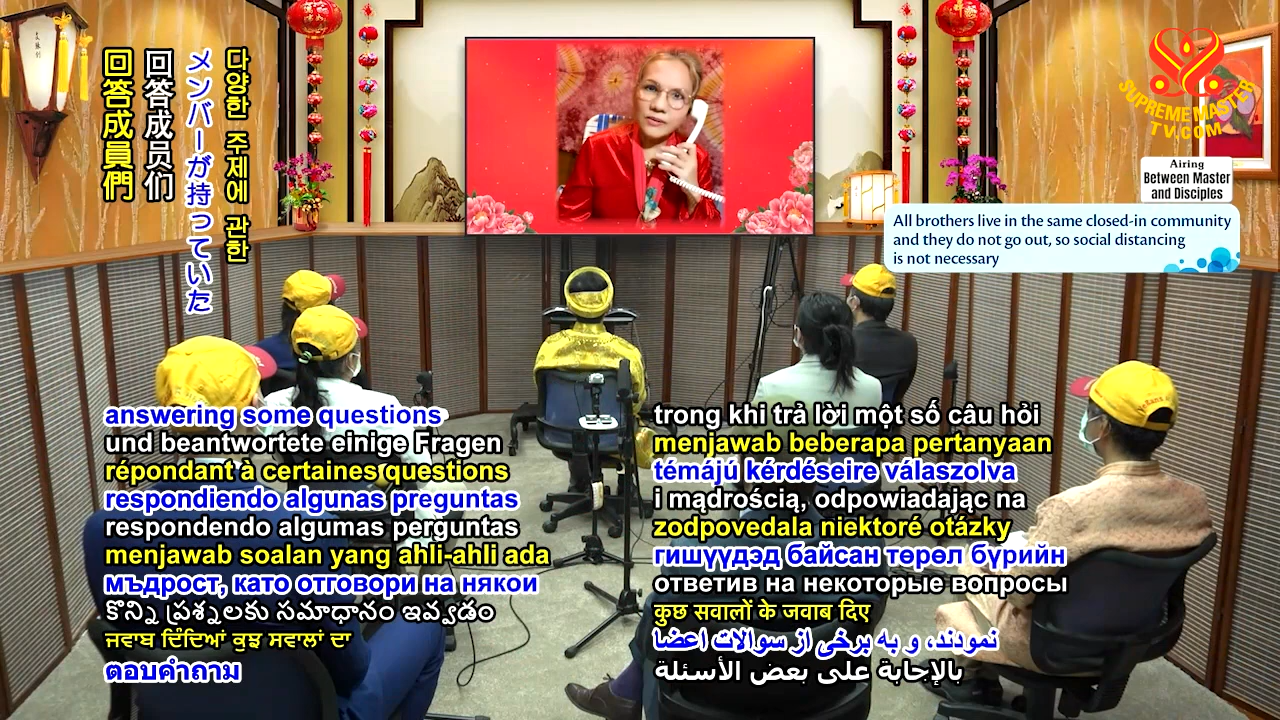 回答成員們
回答成员们
メンバーが持っていた
다양한 주제에 관한
SUPREME MASTER
TV.COM
Airing
Between Master
and Disciples
All brothers live in the same closed-in community
and they do not go out, so social distancing
is not necessary
answering some questions
und beantwortete einige Fragen
répondant à certaines questions
respondiendo algunas preguntas
respondendo algumas perguntas
menjawab soalan yang ahli-ahli ada
мъдрост, като отговори на някои
కొన్ని ప్రశ్నలకు సమాధానం ఇవ్వడం
ਜਵਾਬ ਦਿੰਦਿਆਂ ਕੁਝ ਸਵਾਲਾਂ ਦਾ
ตอบคำถาม
trong khi trả lời một số câu hỏi
menjawab beberapa pertanyaan
témájú kérdéseire válaszolva
i mądrością, odpowiadając na
zodpovedala niektoré otázky
гишүүдэд байсан төрөл бүрийн
ответив на некоторые вопросы
कुछ सवालों के जवाब दिए
نمودند، و به برخی از سوالات اعضا
بالإجابة على بعض الأسئلة